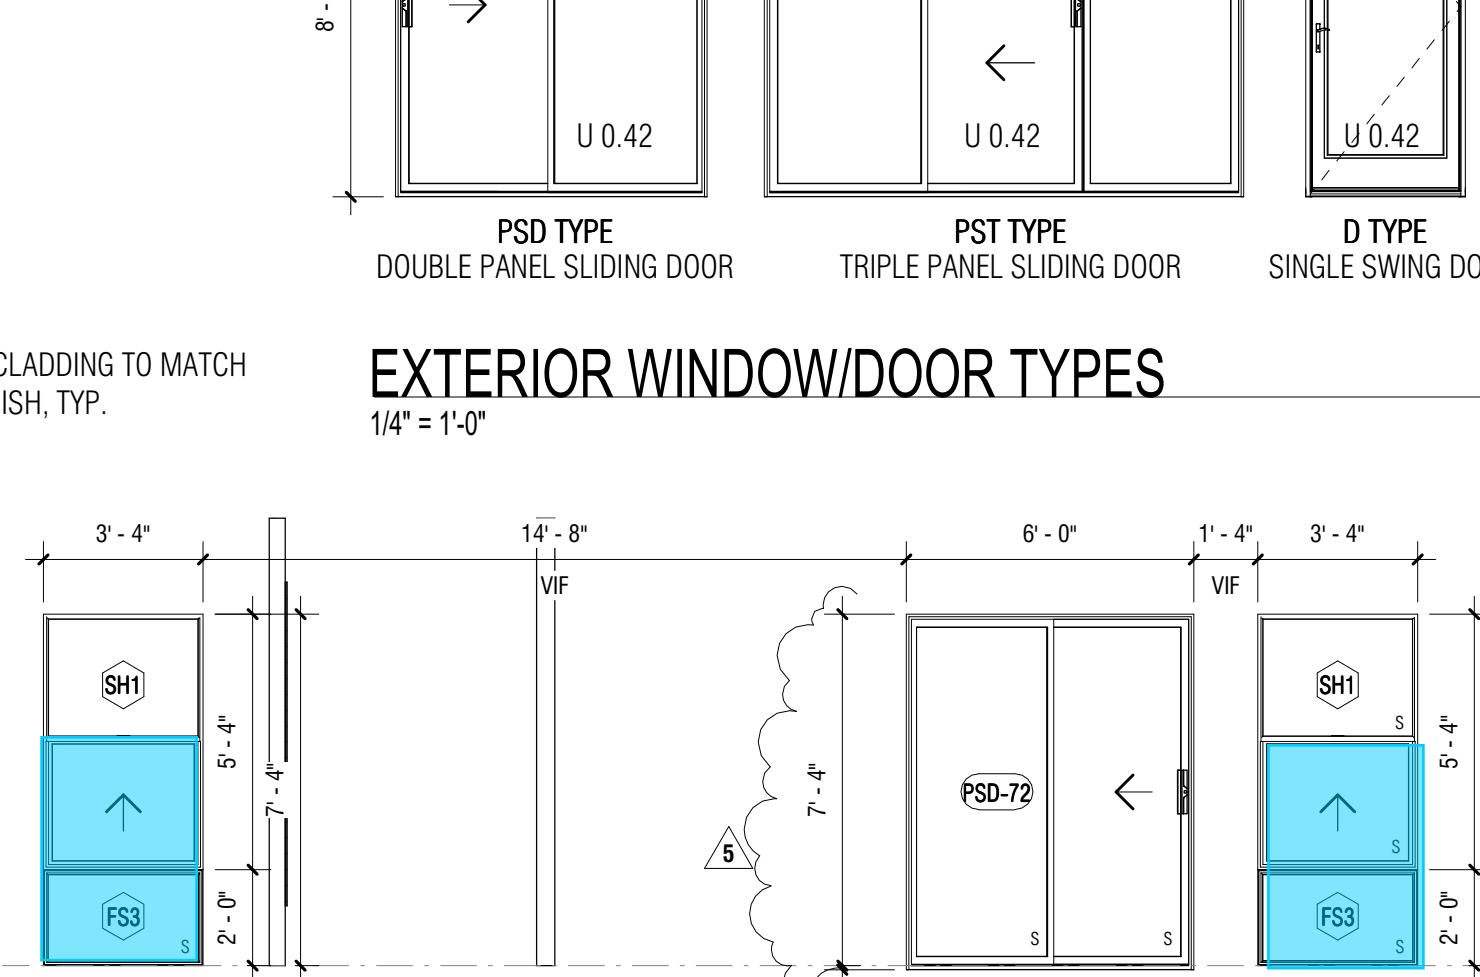 8' -
U 0.42
U 0.42
U 0.42
PSD TYPE
DOUBLE PANEL SLIDING DOOR
PST TYPE
TRIPLE PANEL SLIDING DOOR
D TYPE
SINGLE SWING DO
CLADDING TO MATCH
ISH, TYP.
EXTERIOR WINDOW/DOOR TYPES
1/4" = 1'-0"
3' - 4"
14' - 8"
6' - 0"
1' - 4"
3' - 4"
VIF
VIF
SH1
5' - 4"
7' - 4"
FS3
S
2' - 0"
5
7' - 4"
PSD-72
S
S
SH1
S
S
5' - 4"
FS3
S
2' - 0"